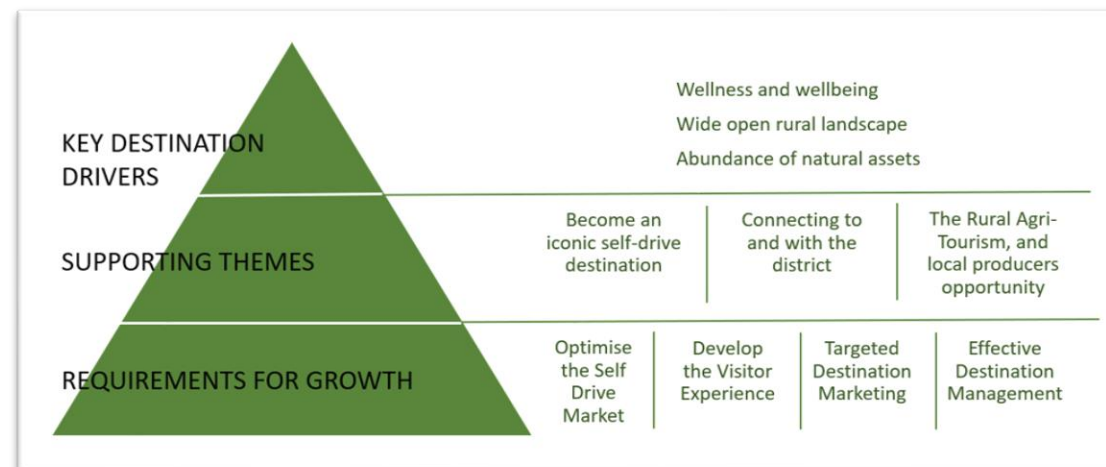 KEY DESTINATION
DRIVERS
Wellness and wellbeing
Wide open rural landscape
Abundance of natural assets
SUPPORTING THEMES
Become an
iconic self-drive
destination
Connecting to
and with the
district
The Rural Agri-
Tourism, and
local producers
opportunity
REQUIREMENTS FOR GROWTH
Optimise
the Self
Drive
Market
Develop
the Visitor
Experience
Targeted
Destination
Marketing
Effective
Destination
Management